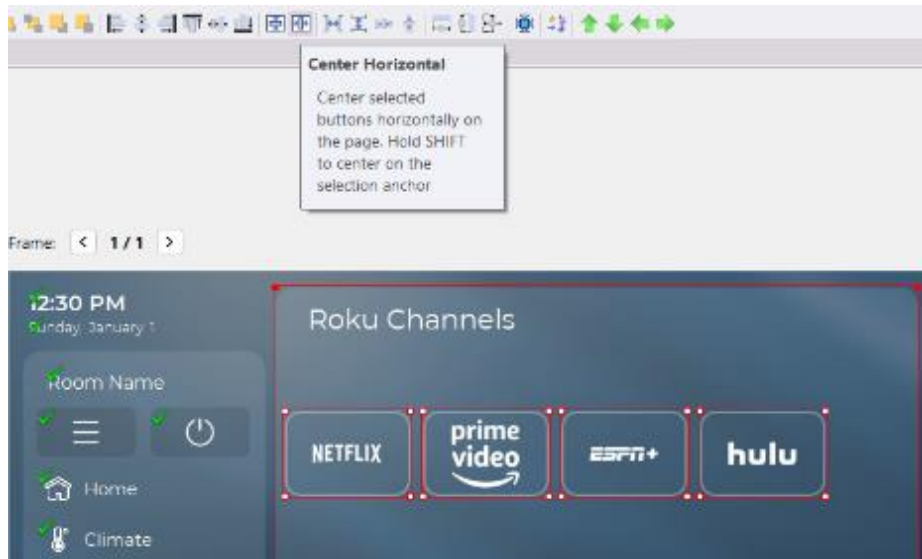 Center Horizontal
Center selected
buttons horizontally on
the page. Hold SHIFT
to center on the
selection anchor
Frame: < 1 / 1 >
12:30 PM
Sunday, January 1
Roku Channels
Room Name
NETFLIX
prime
video
ESPN+
hulu
Home
Climate